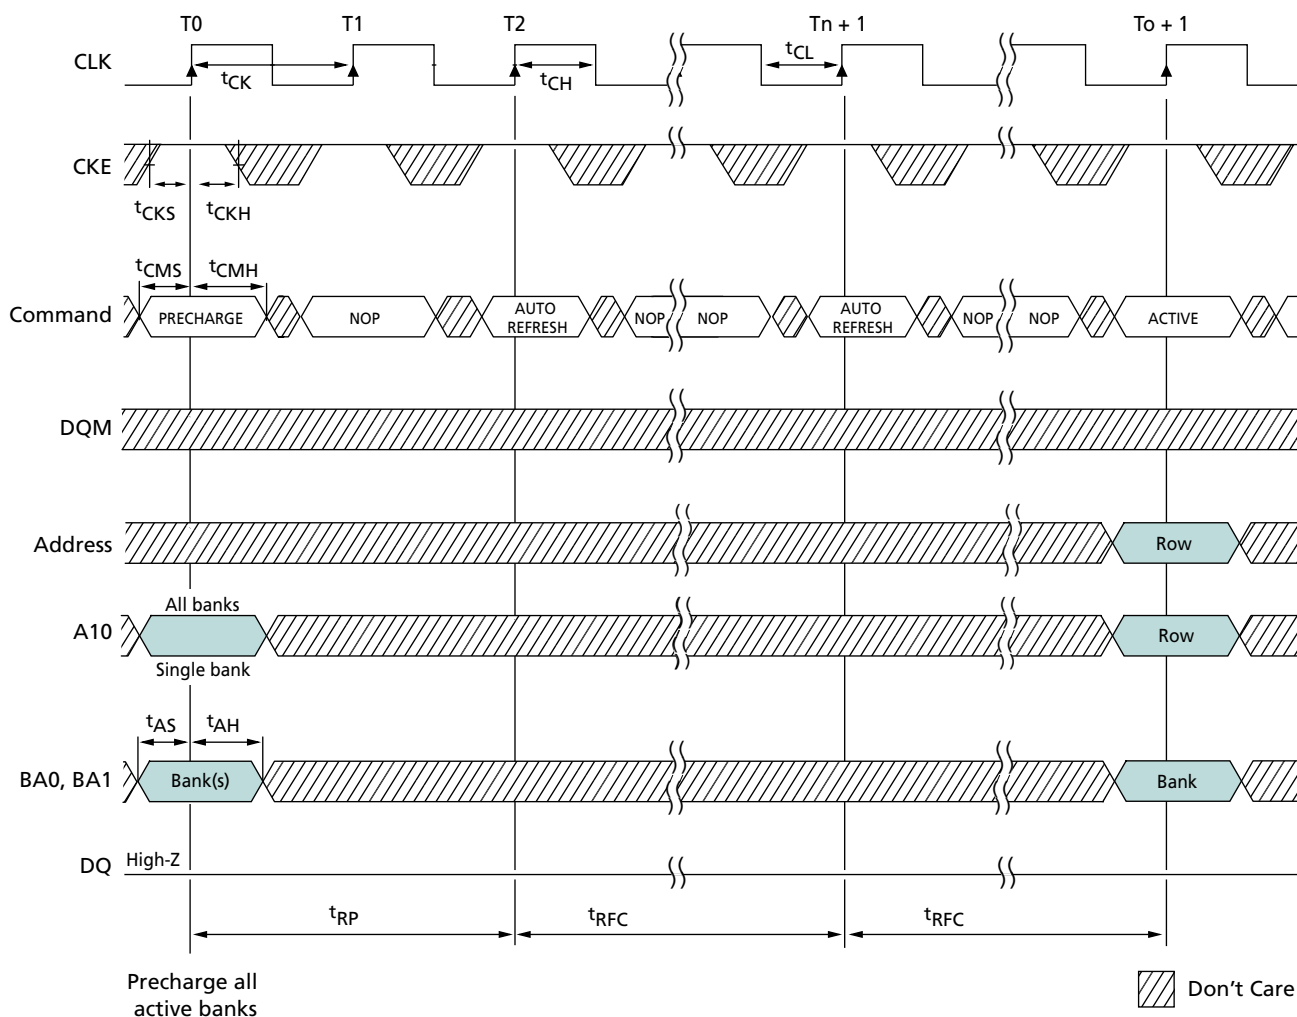 T0 T1 T2 Tn + 1 To + 1
CLK
tCK tCH tCL
CKE
tCKS tCKH
tCMS tCMH
Command PRECHARGE NOP AUTO REFRESH NOP NOP AUTO REFRESH NOP NOP ACTIVE
DQM
Address Row
All banks
A10 Row
Single bank
tAS tAH
BA0, BA1 Bank(s) Bank
DQ High-Z
tRP tRFC tRFC
Precharge all
active banks
Don't Care